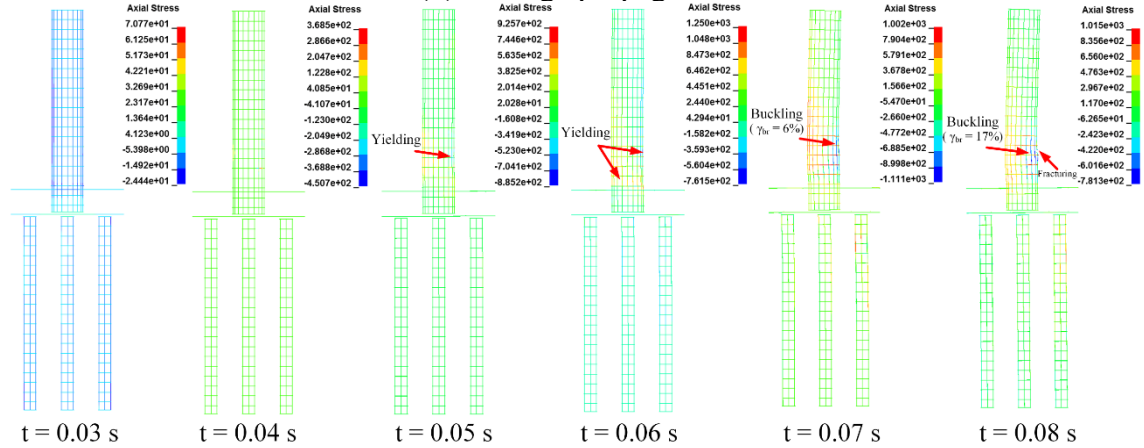 Axial Stress
7.077e+01
6.125e+01
5.173e+01
4.221e+01
3.269e+01
2.317e+01
1.364e+01
4.123e+00
-5.398e+00
-1.492e+01
-2.444e+01
t = 0.03 s
Axial Stress
3.685e+02
2.866e+02
2.047e+02
1.228e+02
4.085e+01
-4.107e+01
-1.230e+02
-2.049e+02
-2.868e+02
-3.688e+02
-4.507e+02
t = 0.04 s
Axial Stress
9.257e+02
7.446e+02
5.635e+02
3.825e+02
2.014e+02
2.028e+01
-1.608e+02
-3.419e+02
-5.230e+02
-7.041e+02
-8.852e+02
Yielding
t = 0.05 s
Axial Stress
1.250e+03
1.048e+03
8.473e+02
6.462e+02
4.451e+02
2.440e+02
4.294e+01
-1.582e+02
-3.593e+02
-5.604e+02
-7.615e+02
Yielding
t = 0.06 s
Axial Stress
1.002e+03
7.904e+02
5.791e+02
3.678e+02
1.566e+02
-5.470e+01
-2.660e+02
-4.772e+02
-6.885e+02
-8.998e+02
-1.111e+03
Buckling
( γbr = 6%)
t = 0.07 s
Axial Stress
1.015e+03
8.356e+02
6.560e+02
4.763e+02
2.967e+02
1.170e+02
-6.265e+01
-2.423e+02
-4.220e+02
-6.016e+02
-7.813e+02
Buckling
( γbr = 17%)
Fracturing
t = 0.08 s